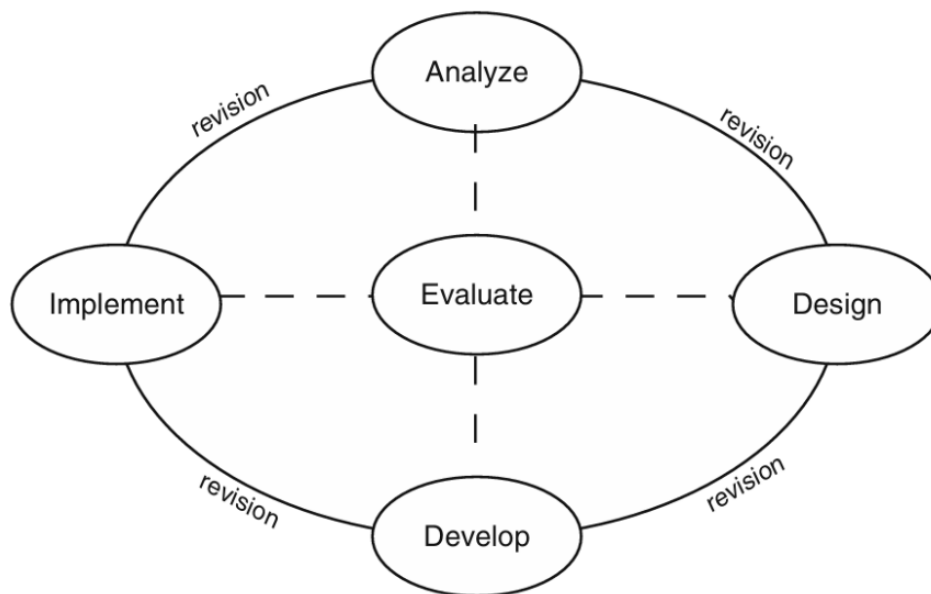 Analyze
revision
revision
Implement
Evaluate
Design
revision
revision
Develop